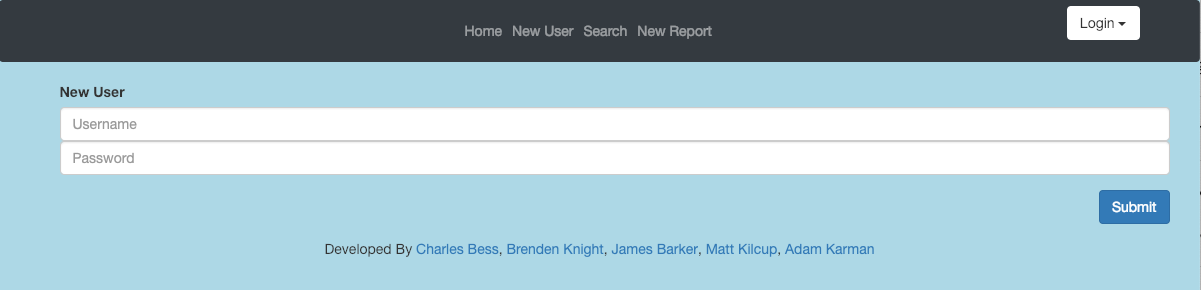 Home New User Search New Report Login
New User
Username
Password
Submit
Developed By Charles Bess, Brenden Knight, James Barker, Matt Kilcup, Adam Karman